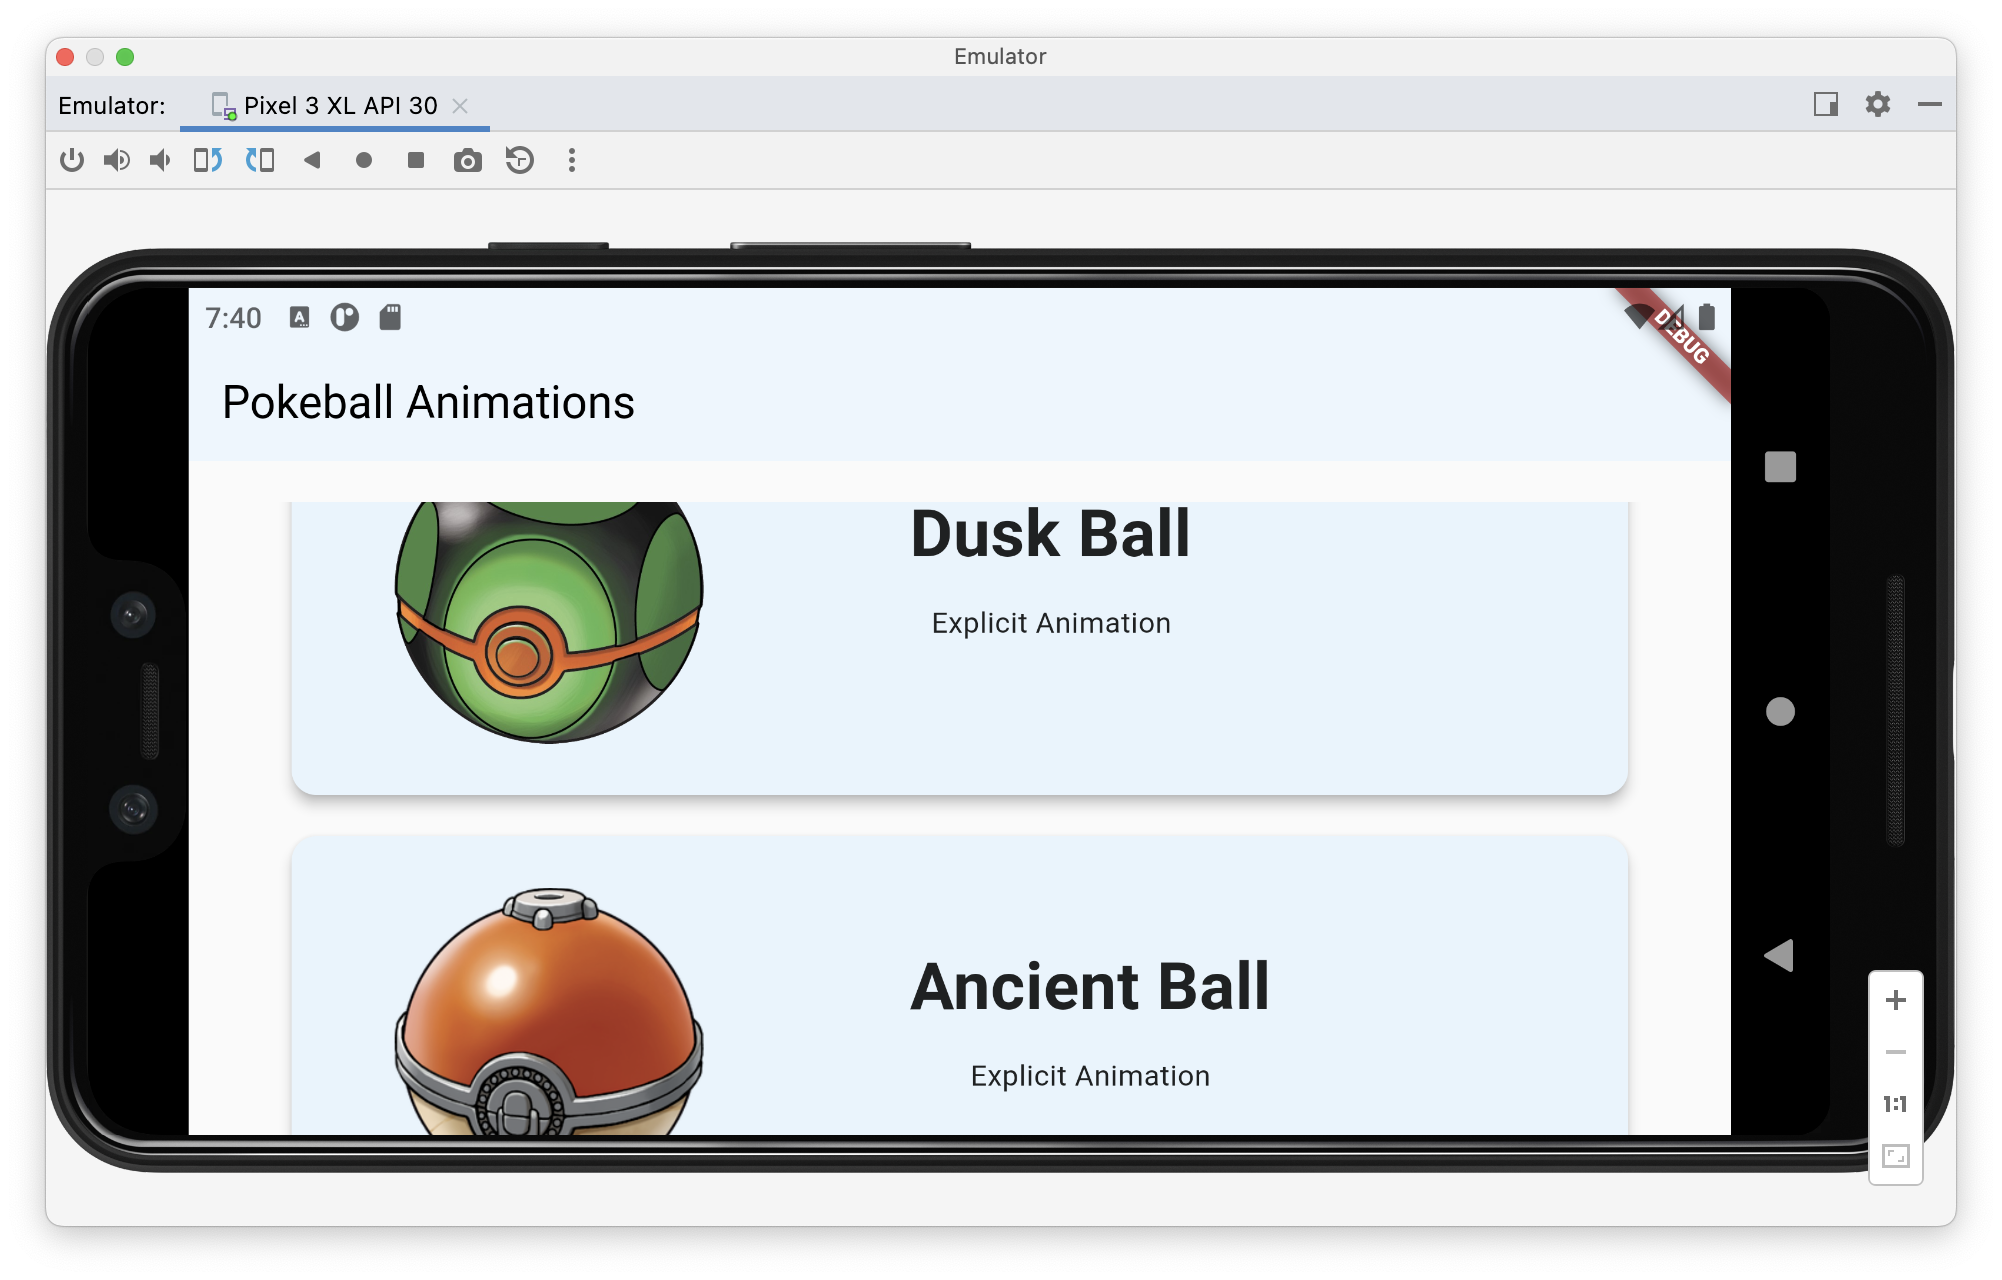 Emulator
Emulator: Pixel 3 XL API 30
7:40 A
DEBUG
Pokeball Animations
Dusk Ball
Explicit Animation
Ancient Ball
Explicit Animation
1:1